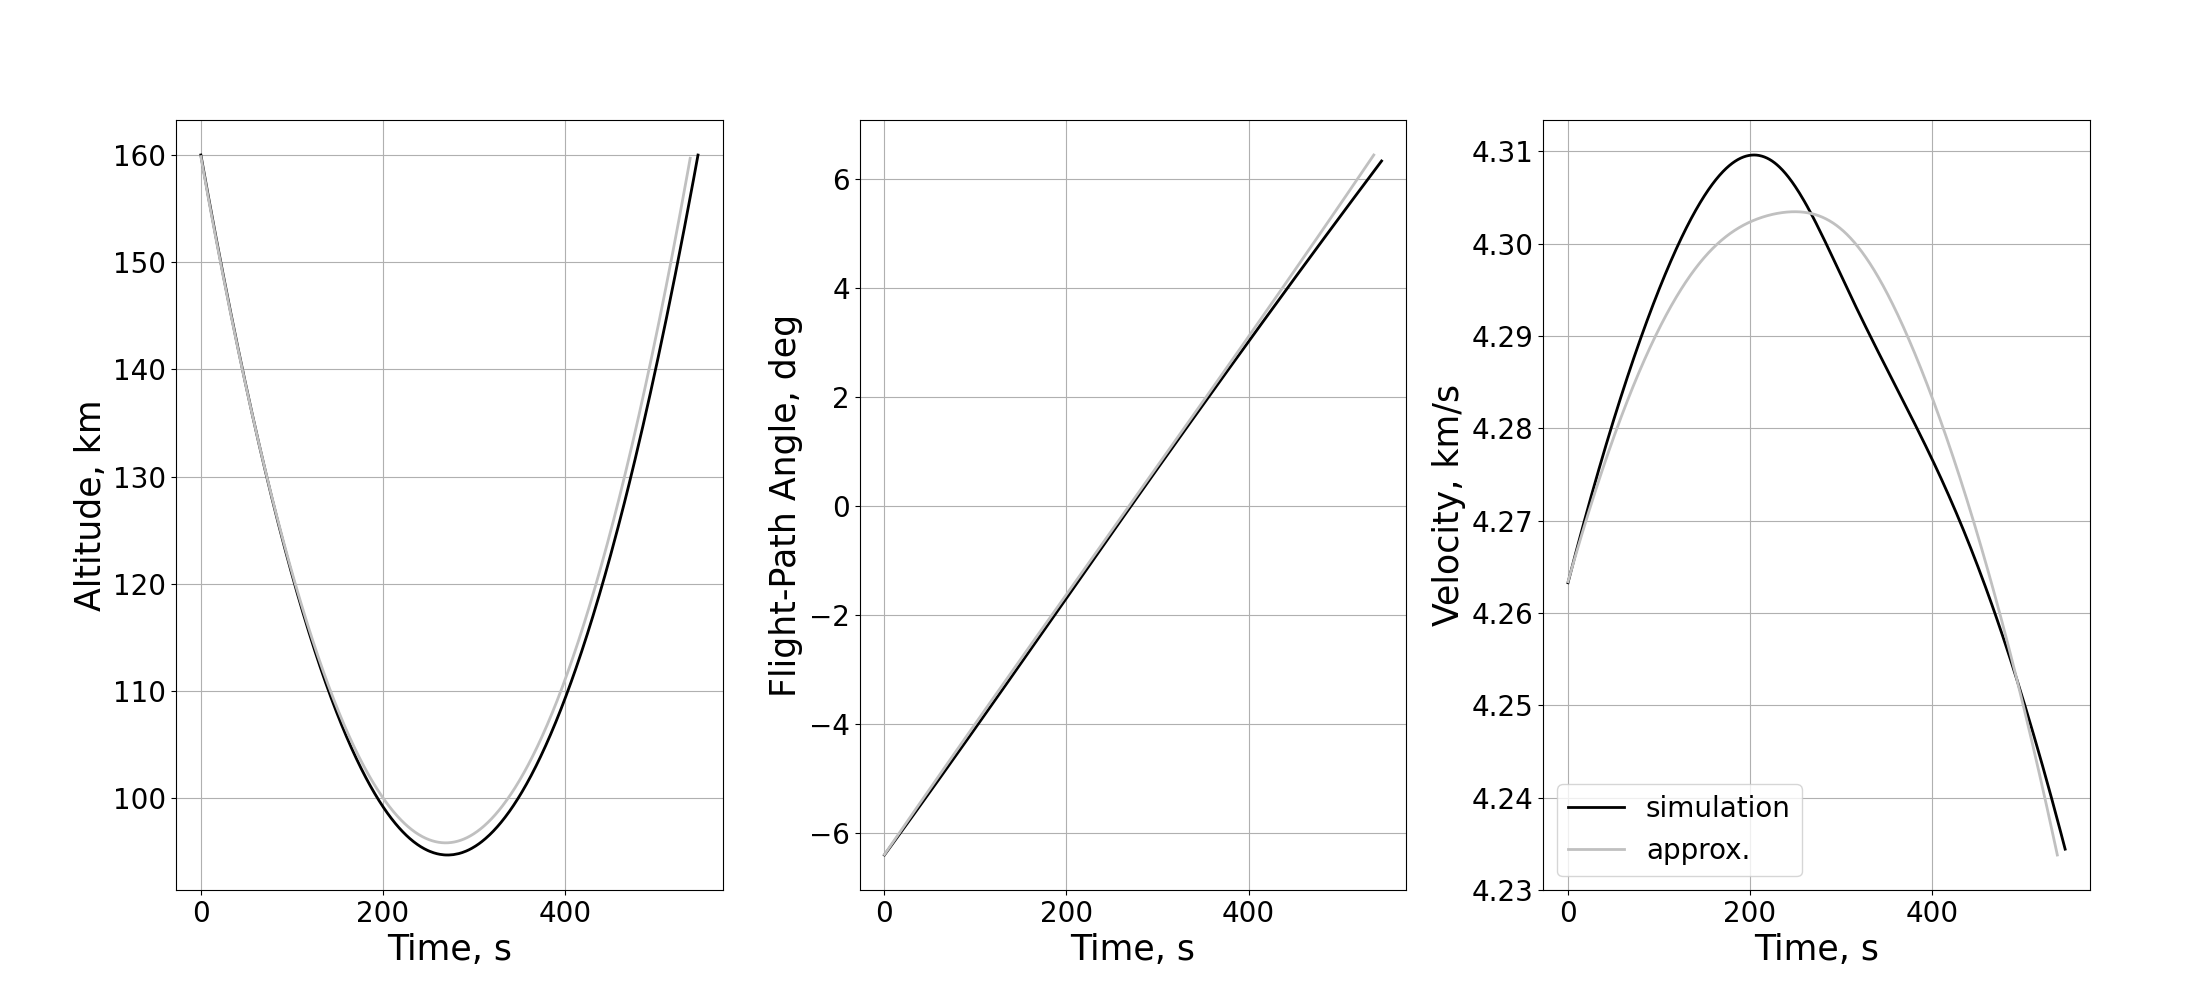 160
150
140
130
120
110
100
Altitude, km
0 200 400
Time, s
6
4
2
0
−2
−4
−6
Flight-Path Angle, deg
0 200 400
Time, s
4.31
4.30
4.29
4.28
4.27
4.26
4.25
4.24
4.23
Velocity, km/s
simulation
approx.
0 200 400
Time, s